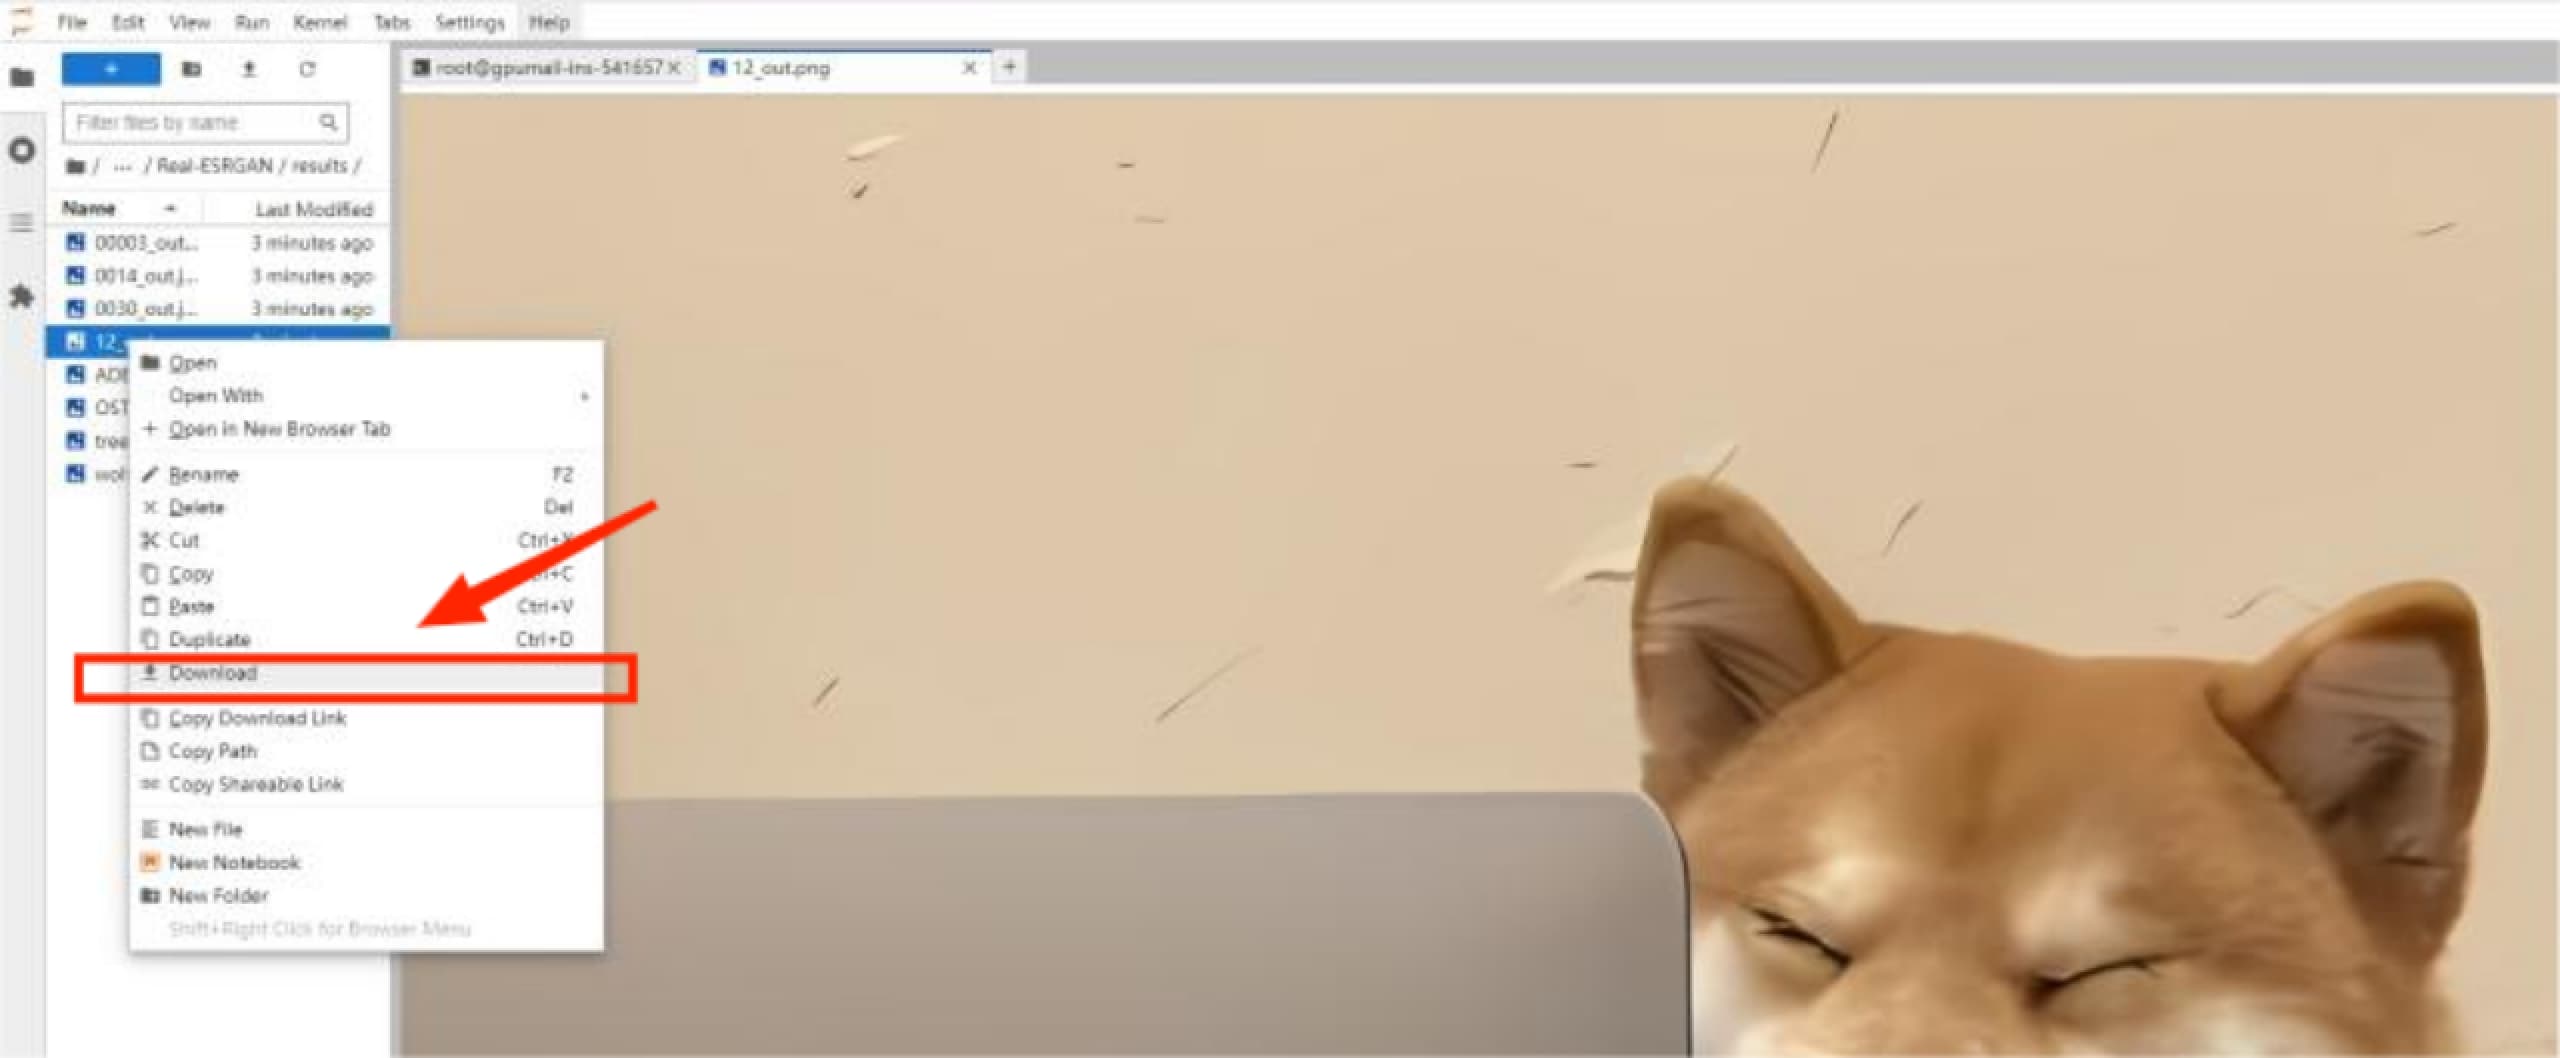 File Edit View Run Kernel Tabs Settings Help
root@gpumall-ins-541657 12_out.png
Filter files by name
/ ... / Real-ESRGAN / results /
Name Last Modified
00003_out... 3 minutes ago
0014_out.j... 3 minutes ago
0030_out.j... 3 minutes ago
12_
ADE
OST
tree
wol
Open
Open With
Open in New Browser Tab
Rename F2
Delete Del
Cut Ctrl+X
Copy Ctrl+C
Paste Ctrl+V
Duplicate Ctrl+D
Download
Copy Download Link
Copy Path
Copy Shareable Link
New File
New Notebook
New Folder
Shift+Right Click for Browser Menu